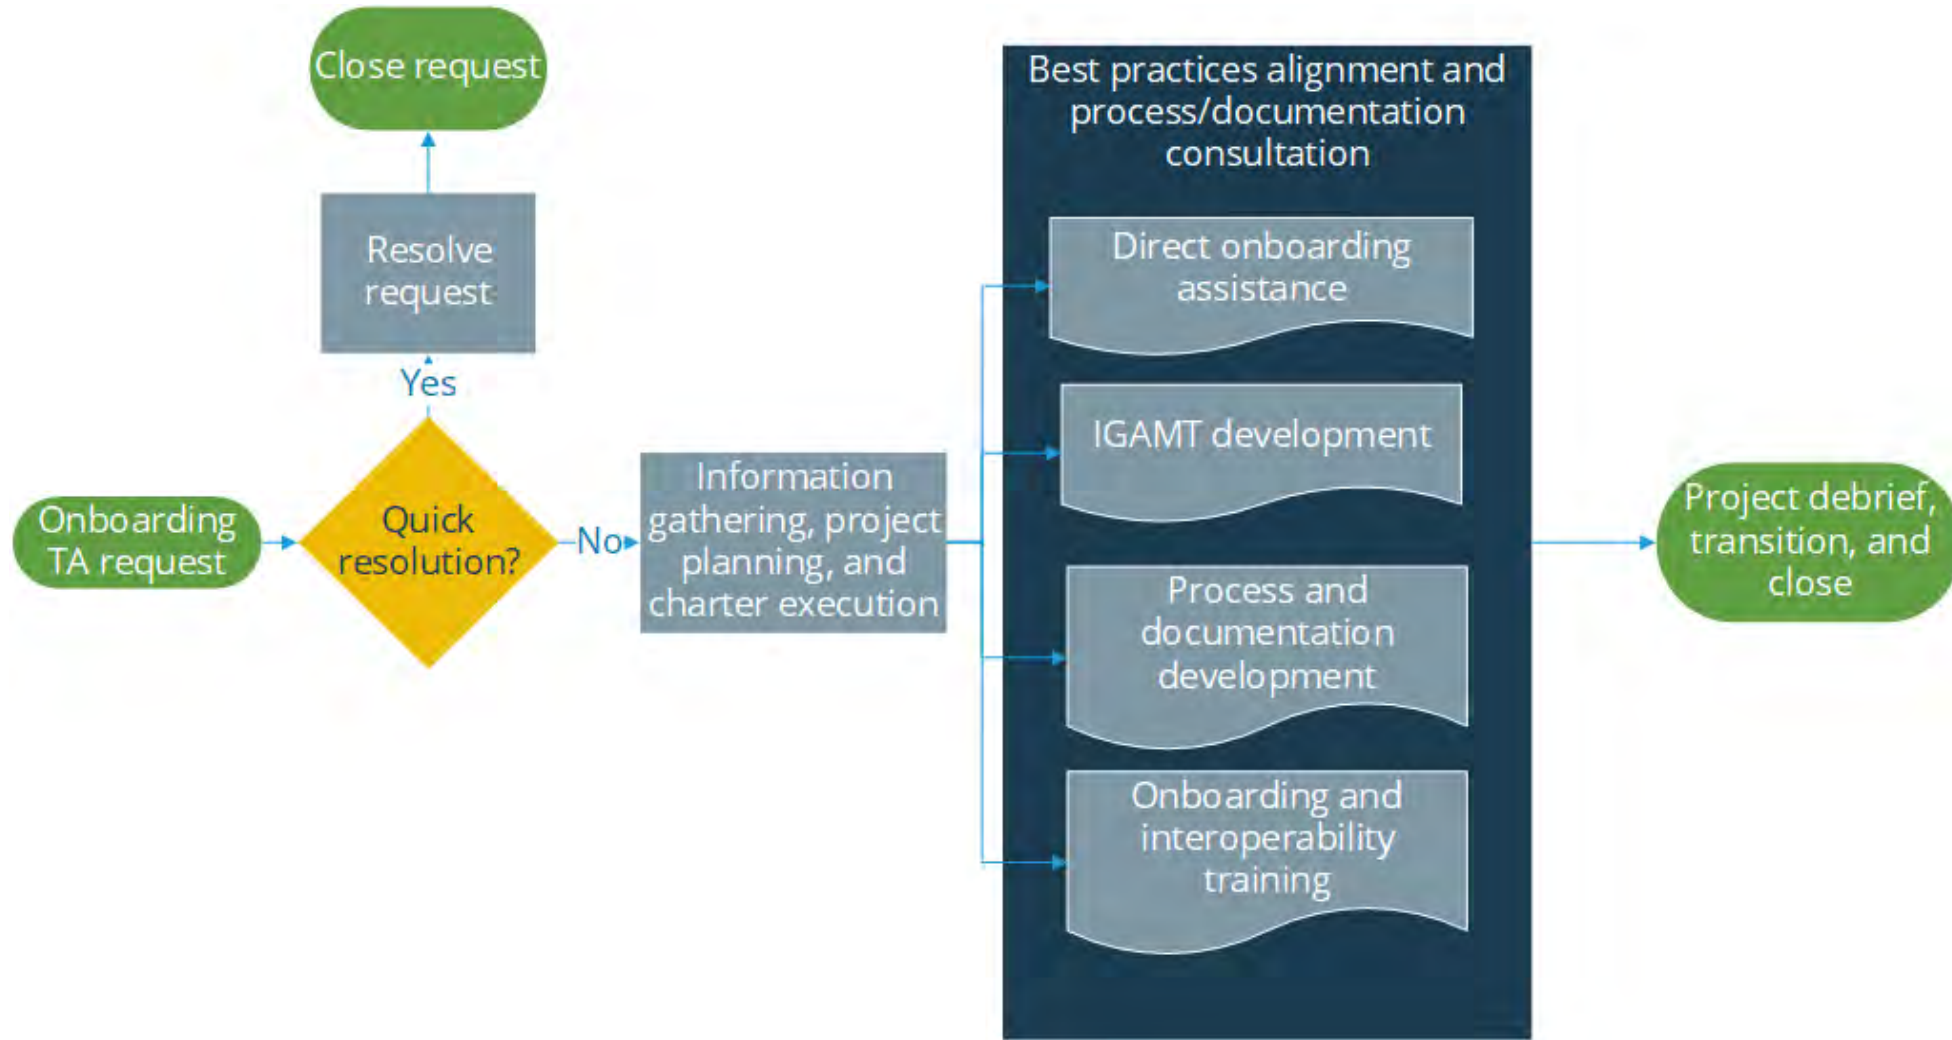 Close request
Resolve
request
Yes
Onboarding
TA request
Quick
resolution?
No
Information
gathering, project
planning, and
charter execution
Best practices alignment and
process/documentation
consultation
Direct onboarding
assistance
IGAMT development
Process and
documentation
development
Onboarding and
interoperability
training
Project debrief,
transition, and
close